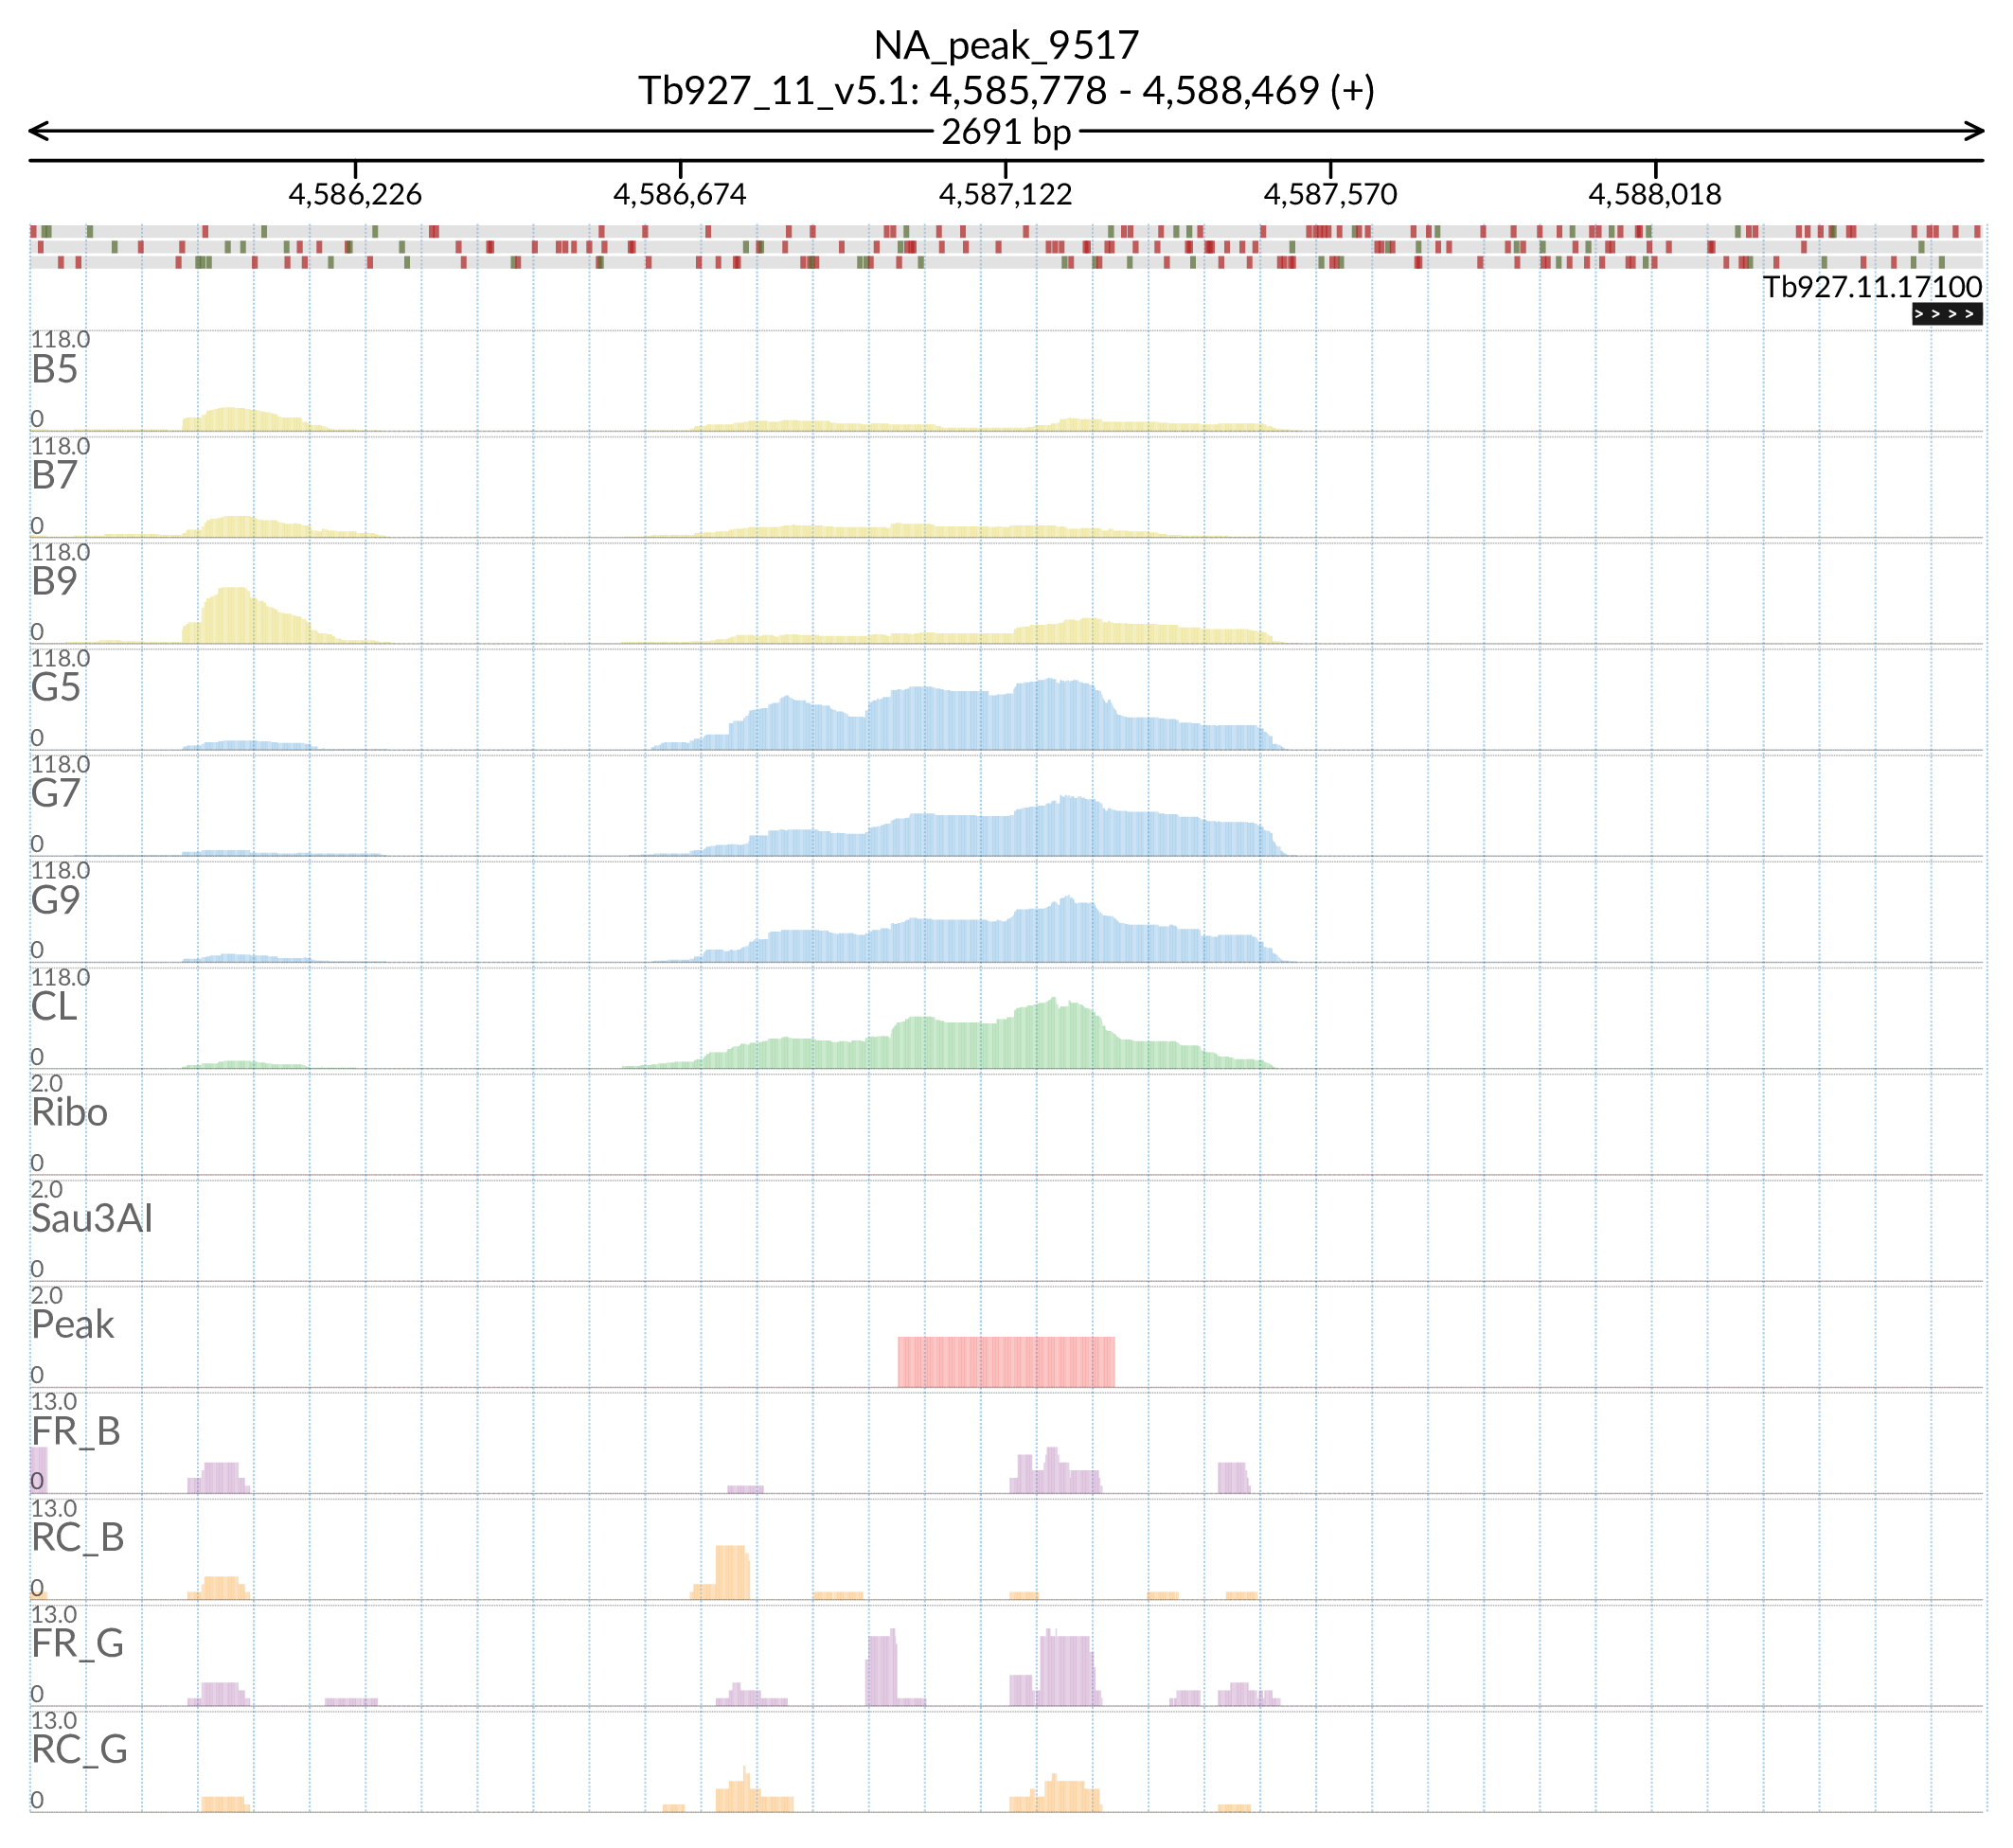 NA_peak_9517
Tb927_11_v5.1: 4,585,778 - 4,588,469 (+)
2691 bp
4,586,226 4,586,674 4,587,122 4,587,570 4,588,018
Tb927.11.17100
> > > >
118.0
B5
0
118.0
B7
0
118.0
B9
0
118.0
G5
0
118.0
G7
0
118.0
G9
0
118.0
CL
0
2.0
Ribo
0
2.0
Sau3AI
0
2.0
Peak
0
13.0
FR_B
0
13.0
RC_B
0
13.0
FR_G
0
13.0
RC_G
0